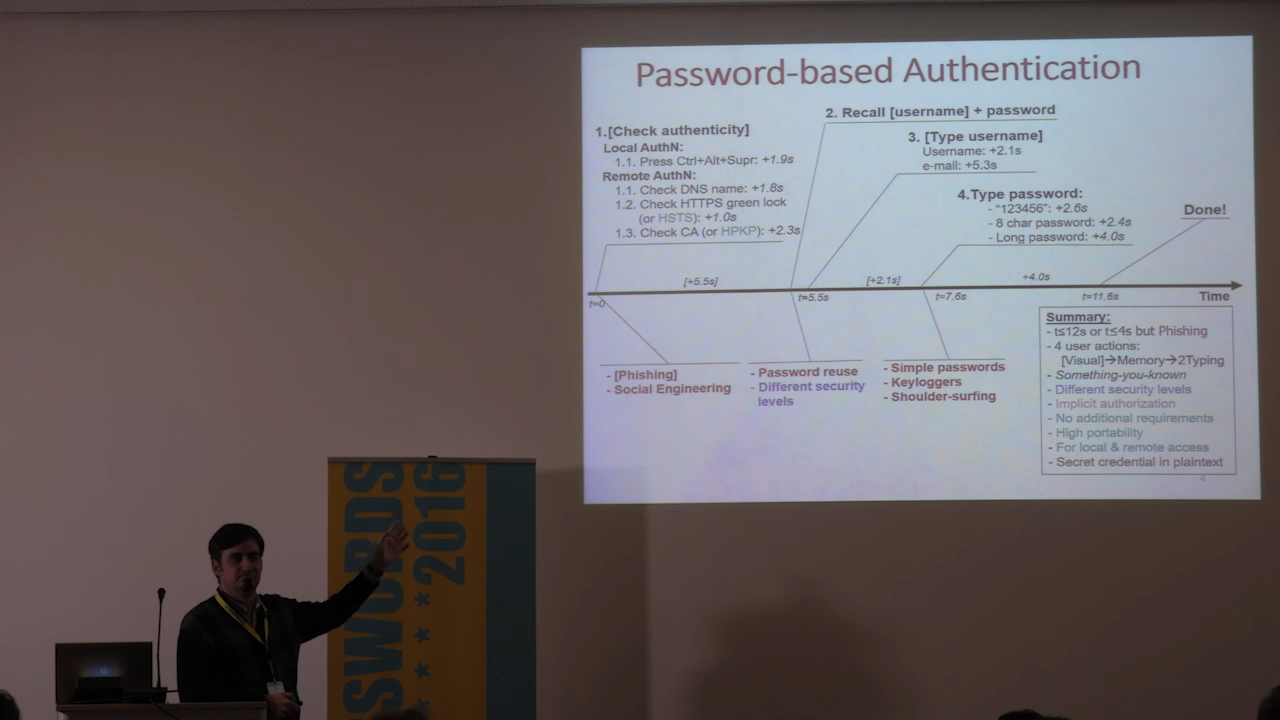 Password-based Authentication
1.[Check authenticity]
Local AuthN:
1.1. Press Ctrl+Alt+Supr: +1.9s
Remote AuthN:
1.1. Check DNS name: +1.8s
1.2. Check HTTPS green lock
(or HSTS): +1.0s
1.3. Check CA (or HPKP): +2.3s
2. Recall [username] + password
3. [Type username]
Username: +2.1s
e-mail: +5.3s
4.Type password:
- "123456": +2.6s
- 8 char password: +2.4s
- Long password: +4.0s
Done!
[+5.5s]
[+2.1s]
+4.0s
t=0
t=5.5s
t=7.6s
t=11.6s
Time
- [Phishing]
- Social Engineering
- Password reuse
- Different security
levels
- Simple passwords
- Keyloggers
- Shoulder-surfing
Summary:
- t≤12s or t≤4s but Phishing
- 4 user actions:
[Visual]→Memory→2Typing
- Something-you-known
- Different security levels
- Implicit authorization
- No additional requirements
- High portability
- For local & remote access
- Secret credential in plaintext
SWORDS
* * * * 2016